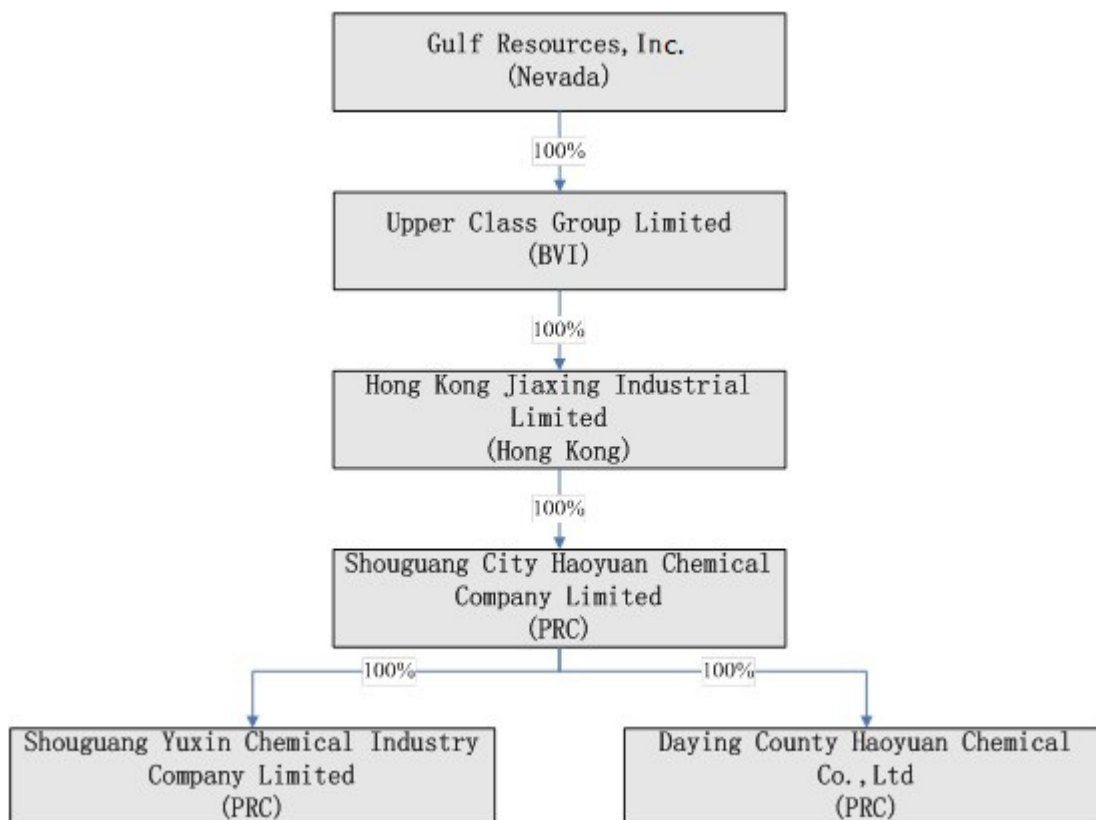 Gulf Resources,Inc.
(Nevada)
100%
Upper Class Group Limited
(BVI)
100%
Hong Kong Jiaxing Industrial
Limited
(Hong Kong)
100%
Shouguang City Haoyuan Chemical
Company Limited
(PRC)
100%
100%
Shouguang Yuxin Chemical Industry
Company Limited
(PRC)
Daying County Haoyuan Chemical
Co.,Ltd
(PRC)